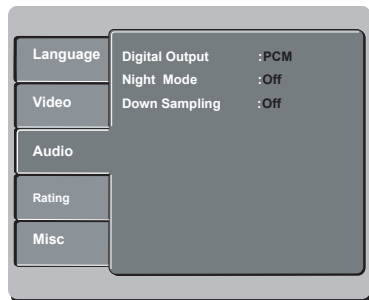 Language
Video
Audio
Rating
Misc
Digital Output :PCM
Night Mode :Off
Down Sampling :Off